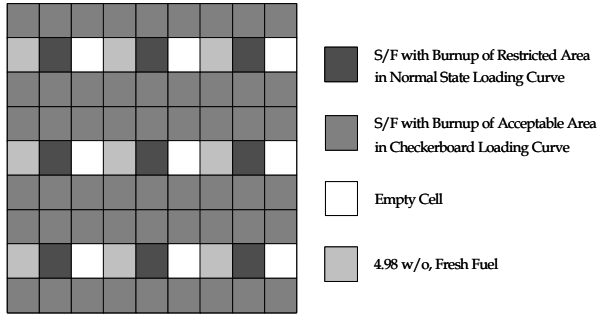 S/F with Burnup of Restricted Area
in Normal State Loading Curve
S/F with Burnup of Acceptable Area
in Checkerboard Loading Curve
Empty Cell
4.98 w/o, Fresh Fuel